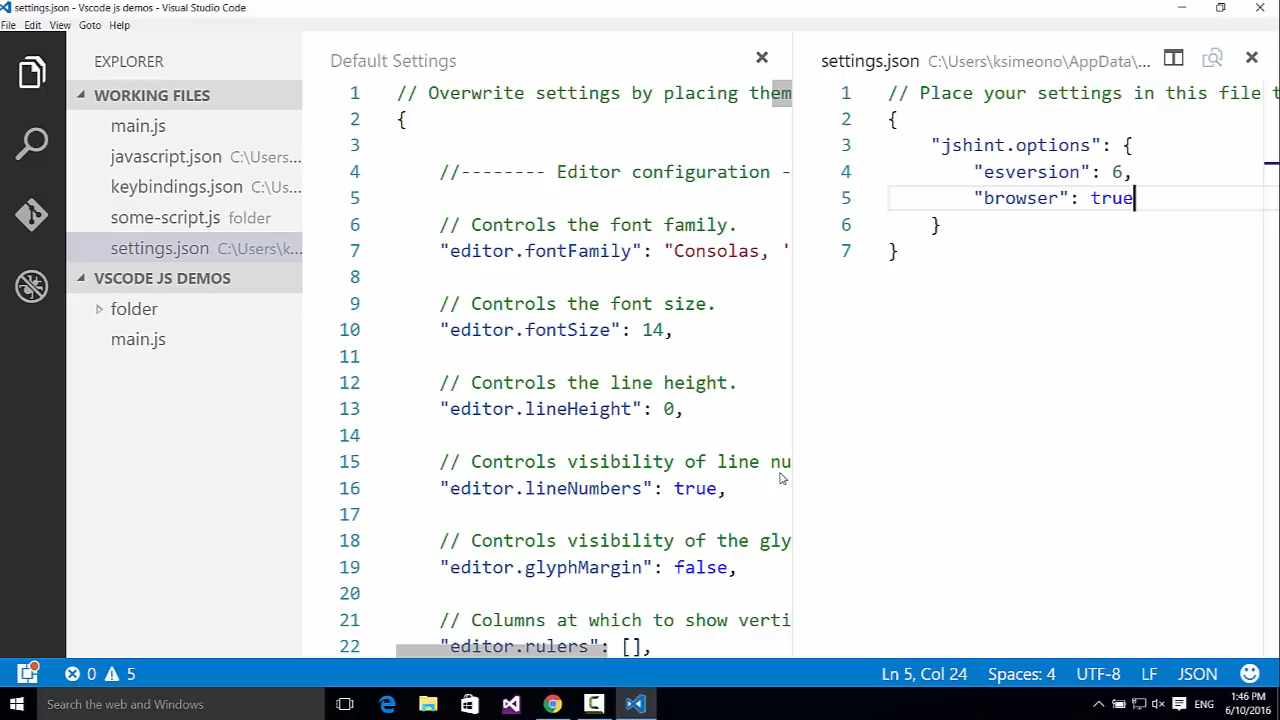 settings.json - Vscode js demos - Visual Studio Code
File Edit View Goto Help
EXPLORER
WORKING FILES
main.js
javascript.json C:\Users...
keybindings.json C:\Us...
some-script.js folder
settings.json C:\Users\k...
VSCODE JS DEMOS
folder
main.js
Default Settings
1 // Overwrite settings by placing them
2 {
3
4 //-------- Editor configuration -
5
6 // Controls the font family.
7 "editor.fontFamily": "Consolas, '
8
9 // Controls the font size.
10 "editor.fontSize": 14,
11
12 // Controls the line height.
13 "editor.lineHeight": 0,
14
15 // Controls visibility of line nu
16 "editor.lineNumbers": true,
17
18 // Controls visibility of the gly
19 "editor.glyphMargin": false,
20
21 // Columns at which to show verti
22 "editor.rulers": [],
settings.json C:\Users\ksimeono\AppData\...
1 // Place your settings in this file t
2 {
3 "jshint.options": {
4 "esversion": 6,
5 "browser": true
6 }
7 }
0 5
Ln 5, Col 24 Spaces: 4 UTF-8 LF JSON
Search the web and Windows
ENG
1:46 PM
6/10/2016